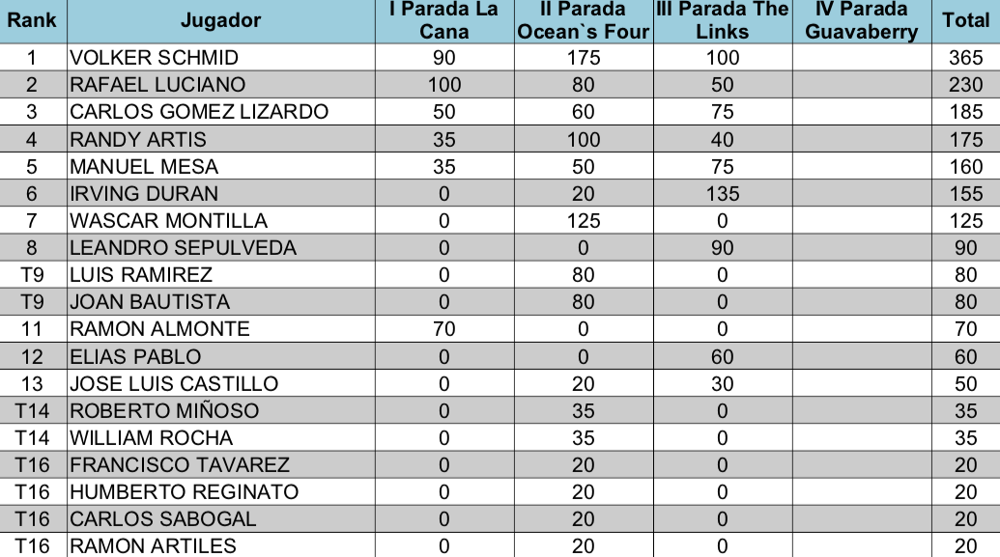 Rank Jugador I Parada La Cana II Parada Ocean`s Four III Parada The Links IV Parada Guavaberry Total
1 VOLKER SCHMID 90 175 100 365
2 RAFAEL LUCIANO 100 80 50 230
3 CARLOS GOMEZ LIZARDO 50 60 75 185
4 RANDY ARTIS 35 100 40 175
5 MANUEL MESA 35 50 75 160
6 IRVING DURAN 0 20 135 155
7 WASCAR MONTILLA 0 125 0 125
8 LEANDRO SEPULVEDA 0 0 90 90
T9 LUIS RAMIREZ 0 80 0 80
T9 JOAN BAUTISTA 0 80 0 80
11 RAMON ALMONTE 70 0 0 70
12 ELIAS PABLO 0 0 60 60
13 JOSE LUIS CASTILLO 0 20 30 50
T14 ROBERTO MIÑOSO 0 35 0 35
T14 WILLIAM ROCHA 0 35 0 35
T16 FRANCISCO TAVAREZ 0 20 0 20
T16 HUMBERTO REGINATO 0 20 0 20
T16 CARLOS SABOGAL 0 20 0 20
T16 RAMON ARTILES 0 20 0 20